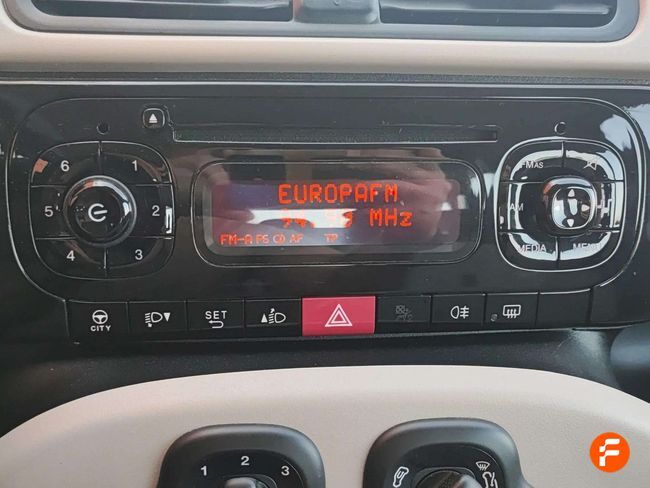 6 1
5 2
4 3
EUROPAFM
MHz
FM-A FS CD AF TP
AM
MEDIA
CITY
SET
1 2 3